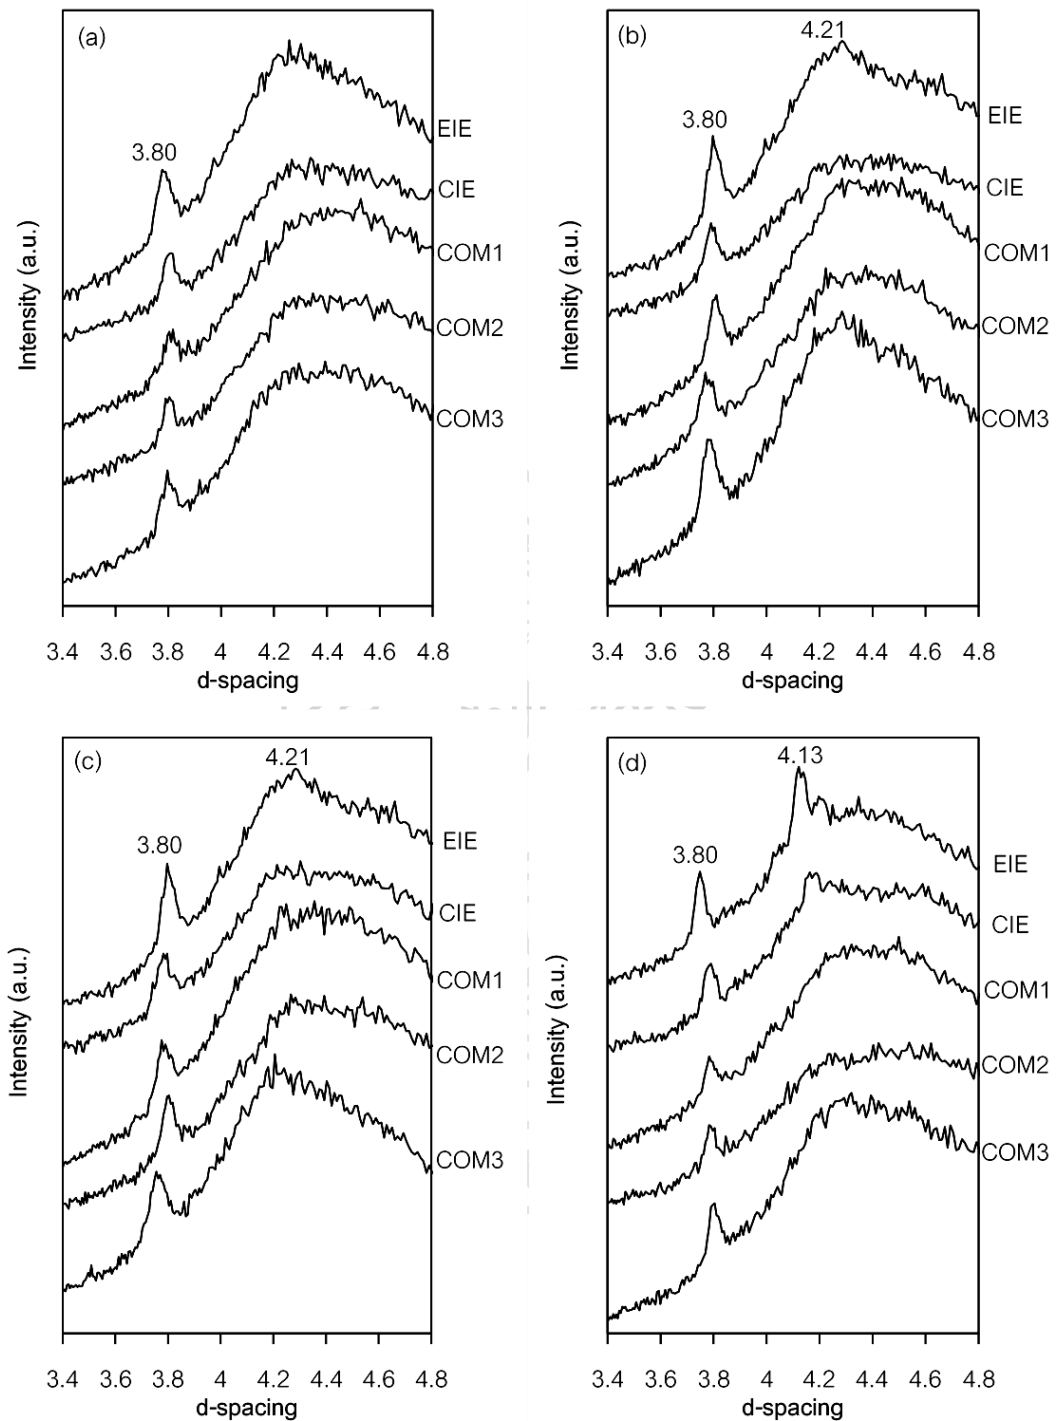 (a)
3.80
EIE
CIE
COM1
COM2
COM3
Intensity (a.u.)
3.4 3.6 3.8 4 4.2 4.4 4.6 4.8
d-spacing
(b)
4.21
3.80
EIE
CIE
COM1
COM2
COM3
Intensity (a.u.)
3.4 3.6 3.8 4 4.2 4.4 4.6 4.8
d-spacing
(c)
4.21
3.80
EIE
CIE
COM1
COM2
COM3
Intensity (a.u.)
3.4 3.6 3.8 4 4.2 4.4 4.6 4.8
d-spacing
(d)
4.13
3.80
EIE
CIE
COM1
COM2
COM3
Intensity (a.u.)
3.4 3.6 3.8 4 4.2 4.4 4.6 4.8
d-spacing